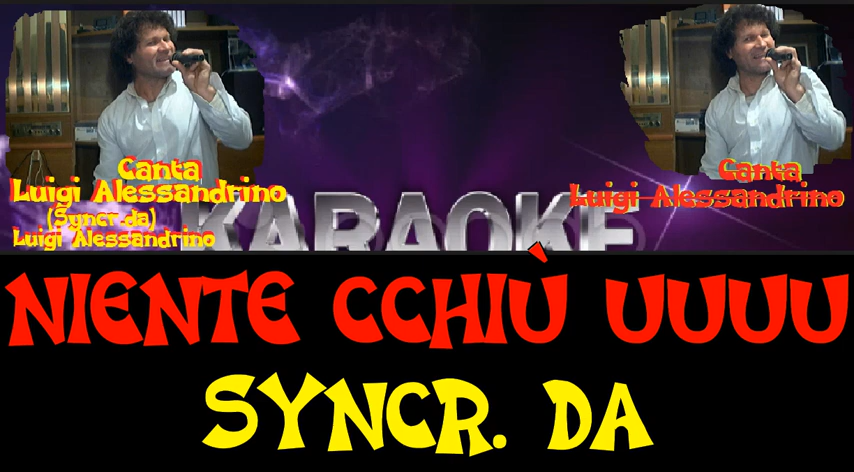 Canta
Luigi Alessandrino
(Syncr.da)
Luigi Alessandrino
Canta
Luigi Alessandrino
KARAOKE
NIENTE CCHIÙ UUUU
SYNCR. DA